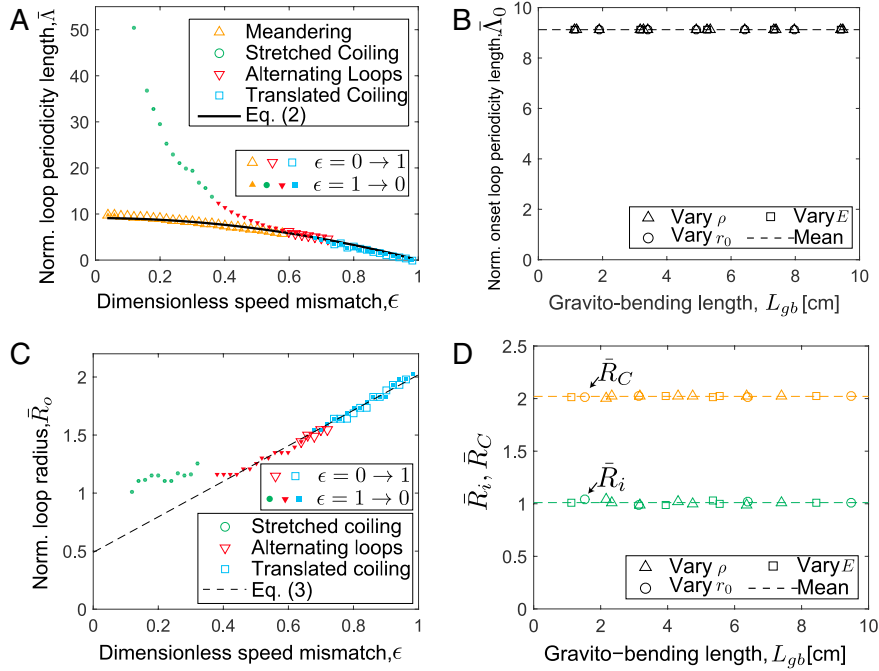 A
Norm. loop periodicity length, Λ̄
50
40
30
20
10
0
Meandering
Stretched Coiling
Alternating Loops
Translated Coiling
Eq. (2)
ϵ = 0 → 1
ϵ = 1 → 0
0 0.2 0.4 0.6 0.8 1
Dimensionless speed mismatch, ϵ
B
Norm. onset loop periodicity length, Λ̄₀
10
8
6
4
2
0
Vary ρ
Vary E
Vary r₀
Mean
0 2 4 6 8 10
Gravito-bending length, L_gb [cm]
C
Norm. loop radius, R̄ₒ
2
1.5
1
0.5
0
ϵ = 0 → 1
ϵ = 1 → 0
Stretched coiling
Alternating loops
Translated coiling
Eq. (3)
0 0.2 0.4 0.6 0.8 1
Dimensionless speed mismatch, ϵ
D
R̄ᵢ, R̄_C
2.5
2
1.5
1
0.5
0
R̄_C
R̄ᵢ
Vary ρ
Vary E
Vary r₀
Mean
0 2 4 6 8 10
Gravito−bending length, L_gb [cm]